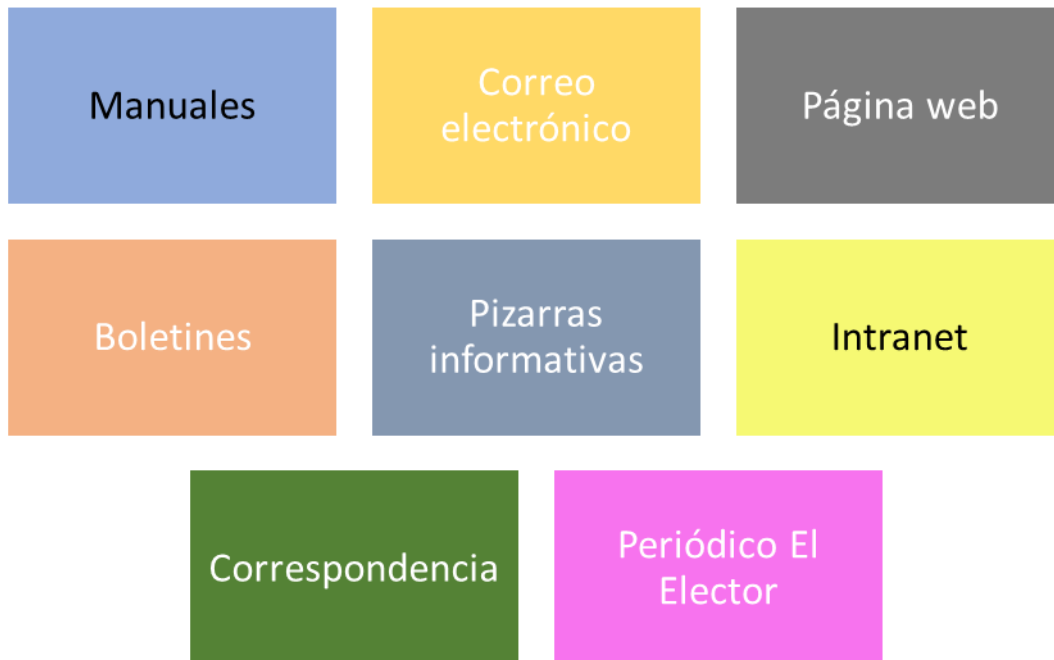 Manuales
Correo
electrónico
Página web
Boletines
Pizarras
informativas
Intranet
Correspondencia
Periódico El
Elector